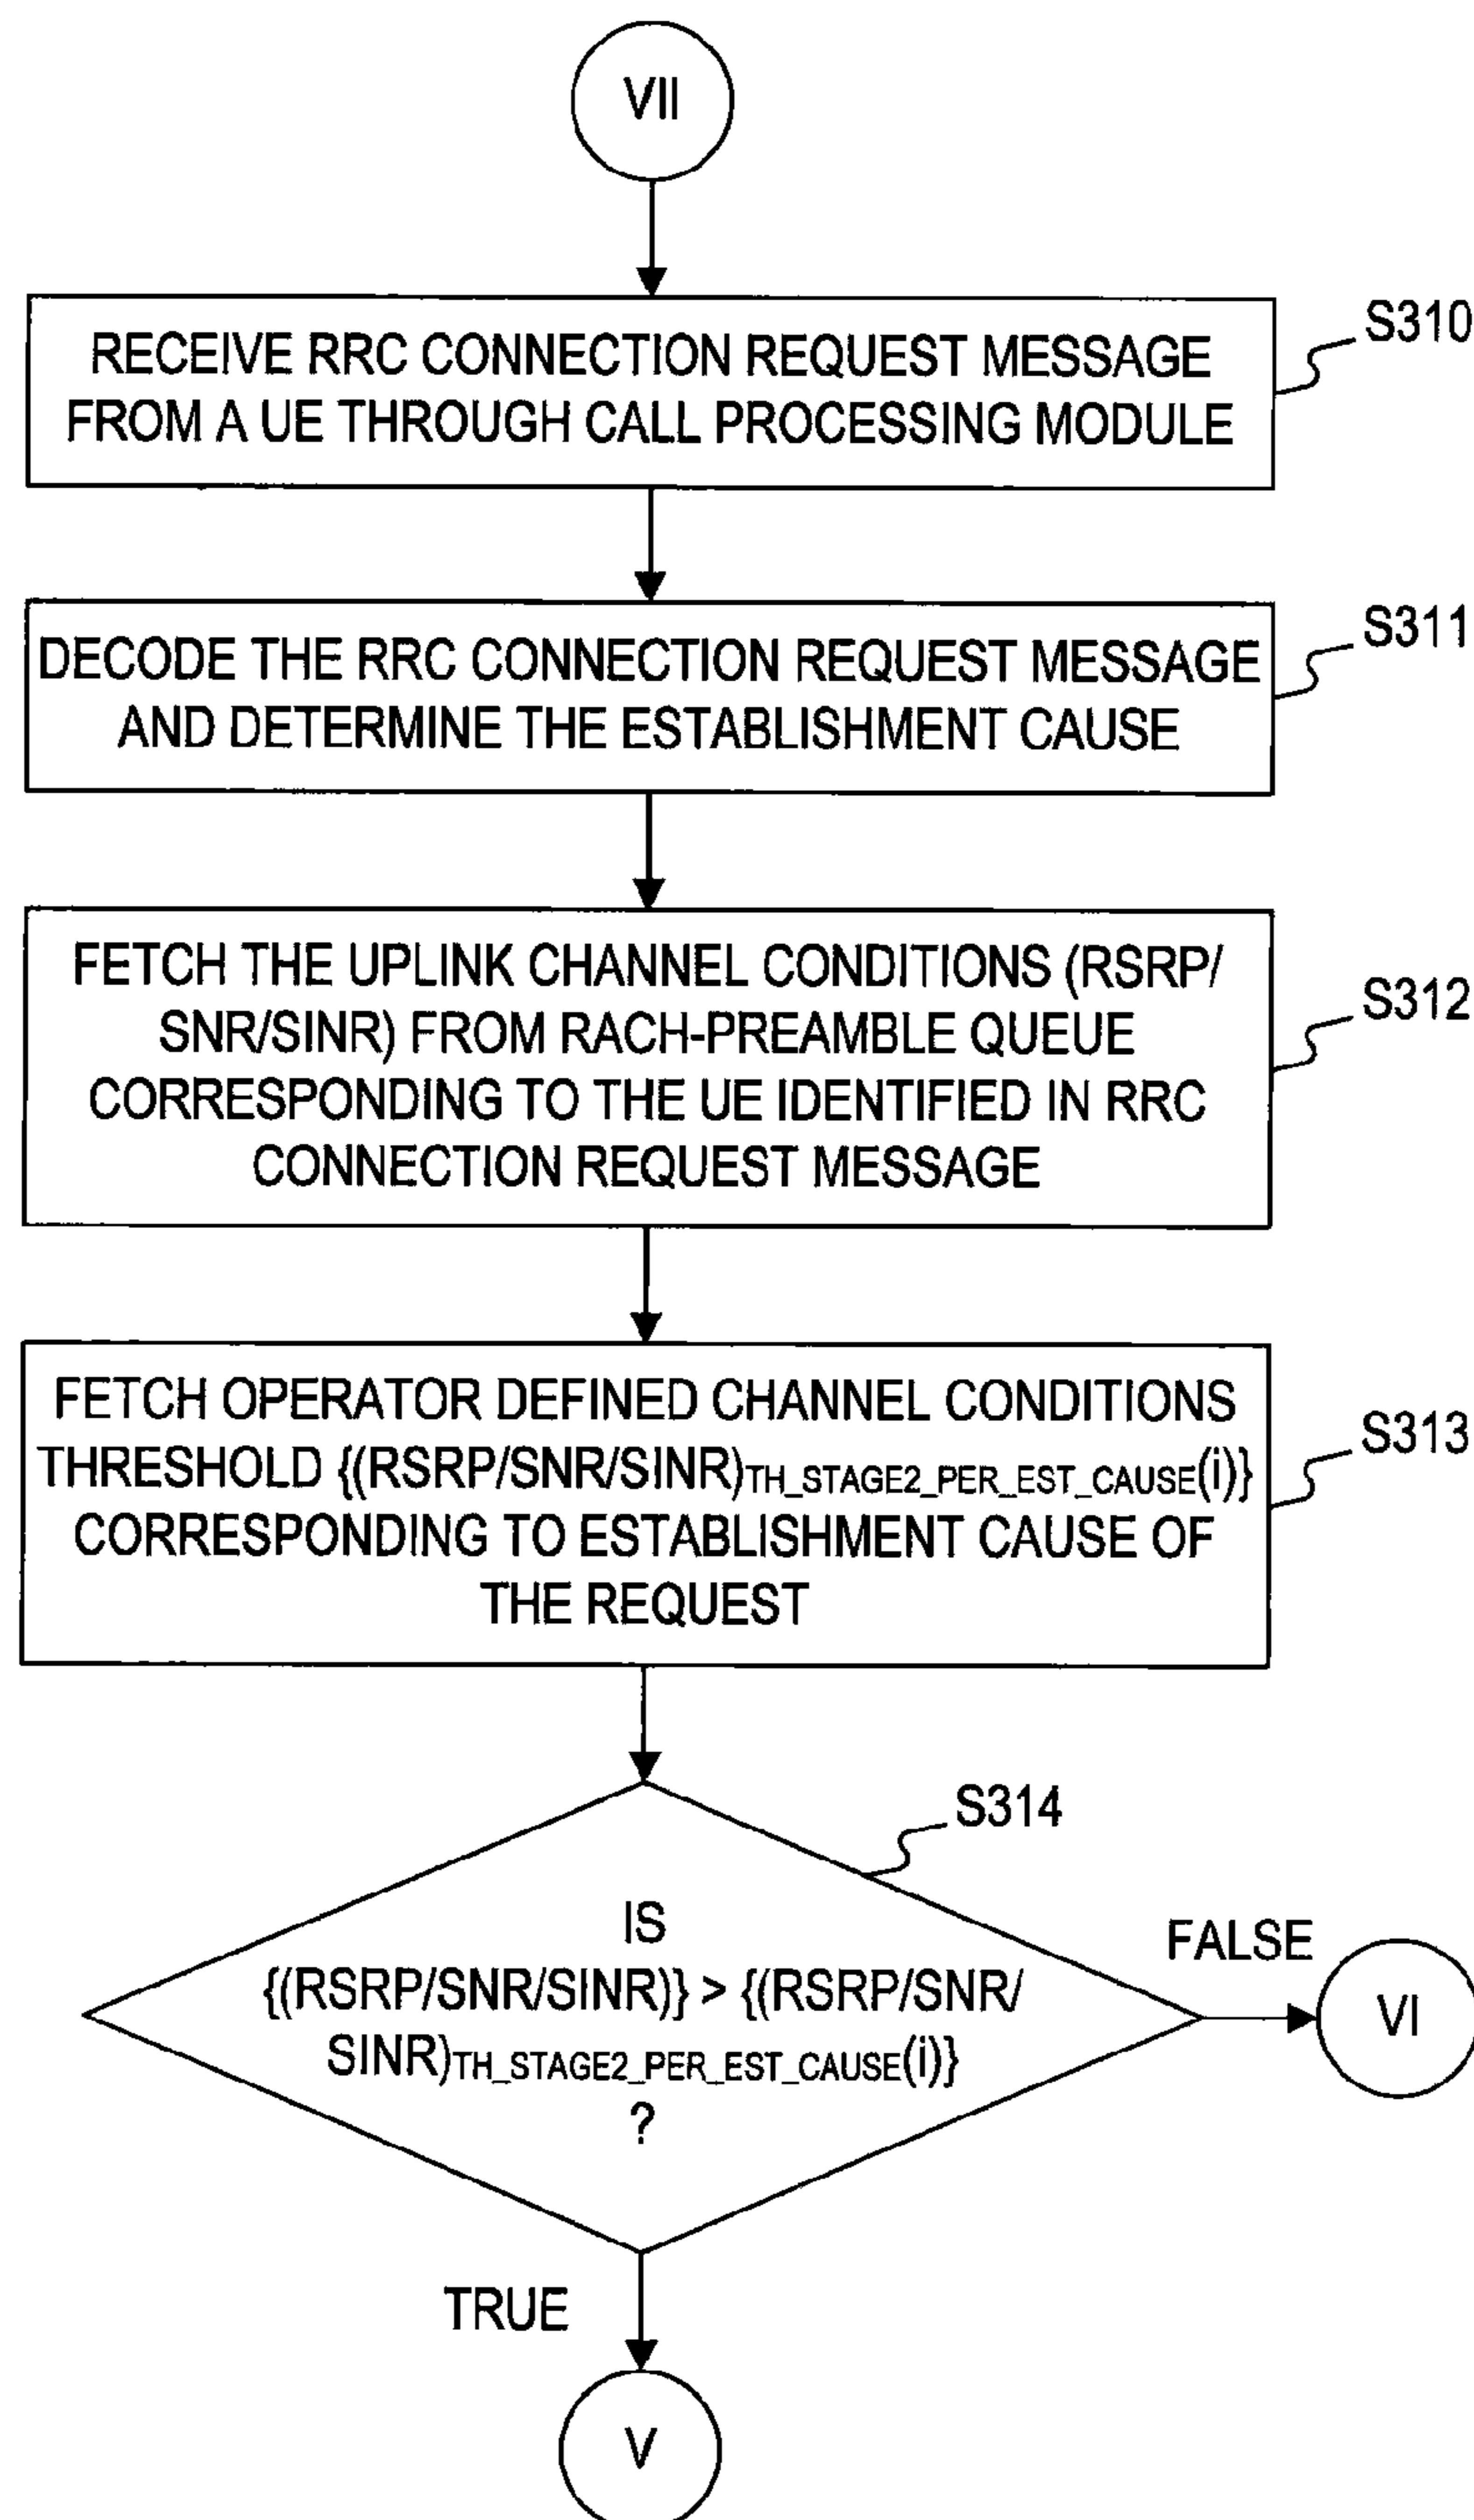 VII
RECEIVE RRC CONNECTION REQUEST MESSAGE
FROM A UE THROUGH CALL PROCESSING MODULE
S310
DECODE THE RRC CONNECTION REQUEST MESSAGE
AND DETERMINE THE ESTABLISHMENT CAUSE
S311
FETCH THE UPLINK CHANNEL CONDITIONS (RSRP/
SNR/SINR) FROM RACH-PREAMBLE QUEUE
CORRESPONDING TO THE UE IDENTIFIED IN RRC
CONNECTION REQUEST MESSAGE
S312
FETCH OPERATOR DEFINED CHANNEL CONDITIONS
THRESHOLD {(RSRP/SNR/SINR)TH_STAGE2_PER_EST_CAUSE(i)}
CORRESPONDING TO ESTABLISHMENT CAUSE OF
THE REQUEST
S313
S314
IS
{(RSRP/SNR/SINR)} > {(RSRP/SNR/
SINR)TH_STAGE2_PER_EST_CAUSE(i)}
?
FALSE
VI
TRUE
V